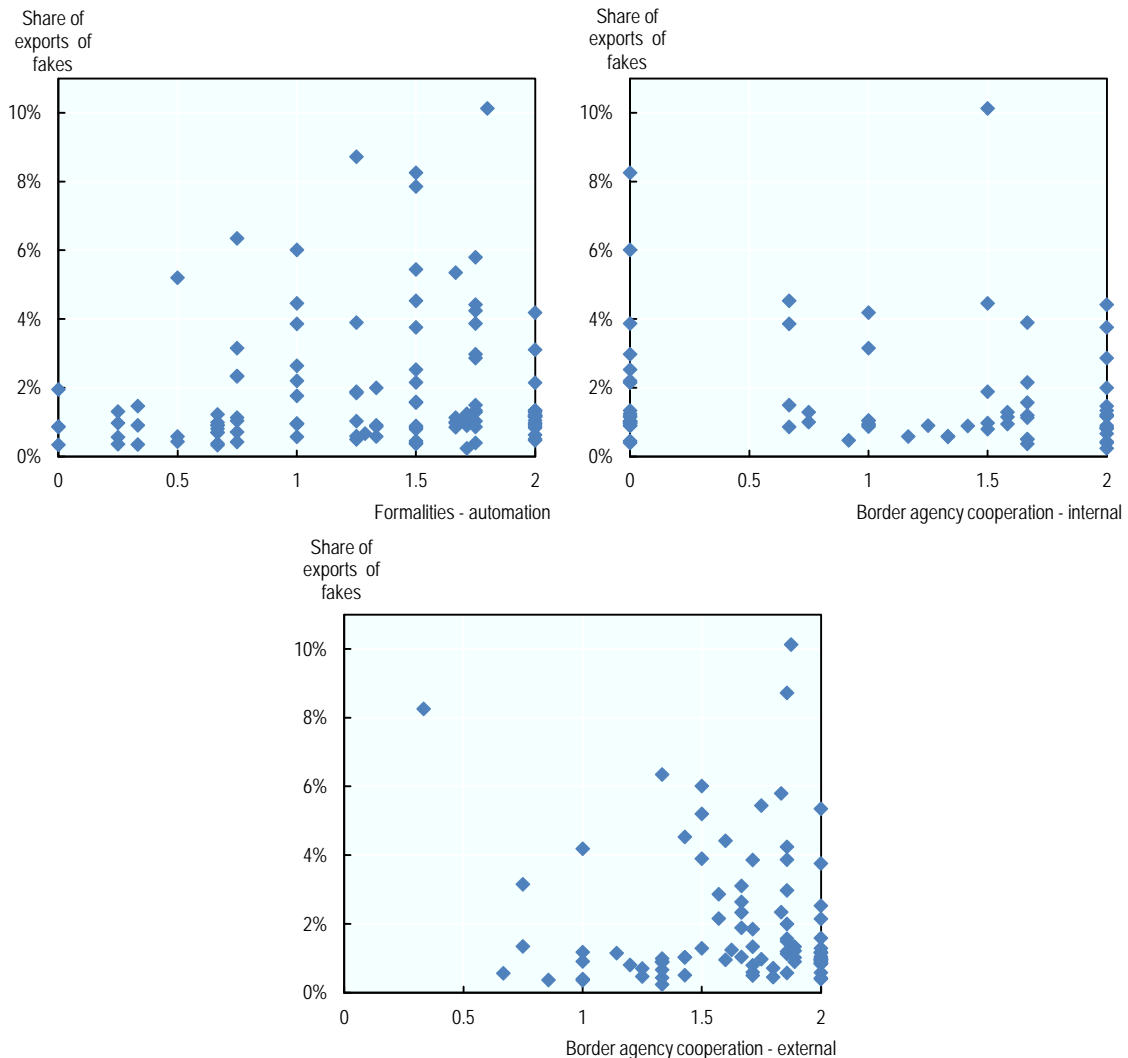 Share of
exports of
fakes
10%
8%
6%
4%
2%
0%
0 0.5 1 1.5 2
Formalities - automation
Share of
exports of
fakes
10%
8%
6%
4%
2%
0%
0 0.5 1 1.5 2
Border agency cooperation - internal
Share of
exports of
fakes
10%
8%
6%
4%
2%
0%
0 0.5 1 1.5 2
Border agency cooperation - external